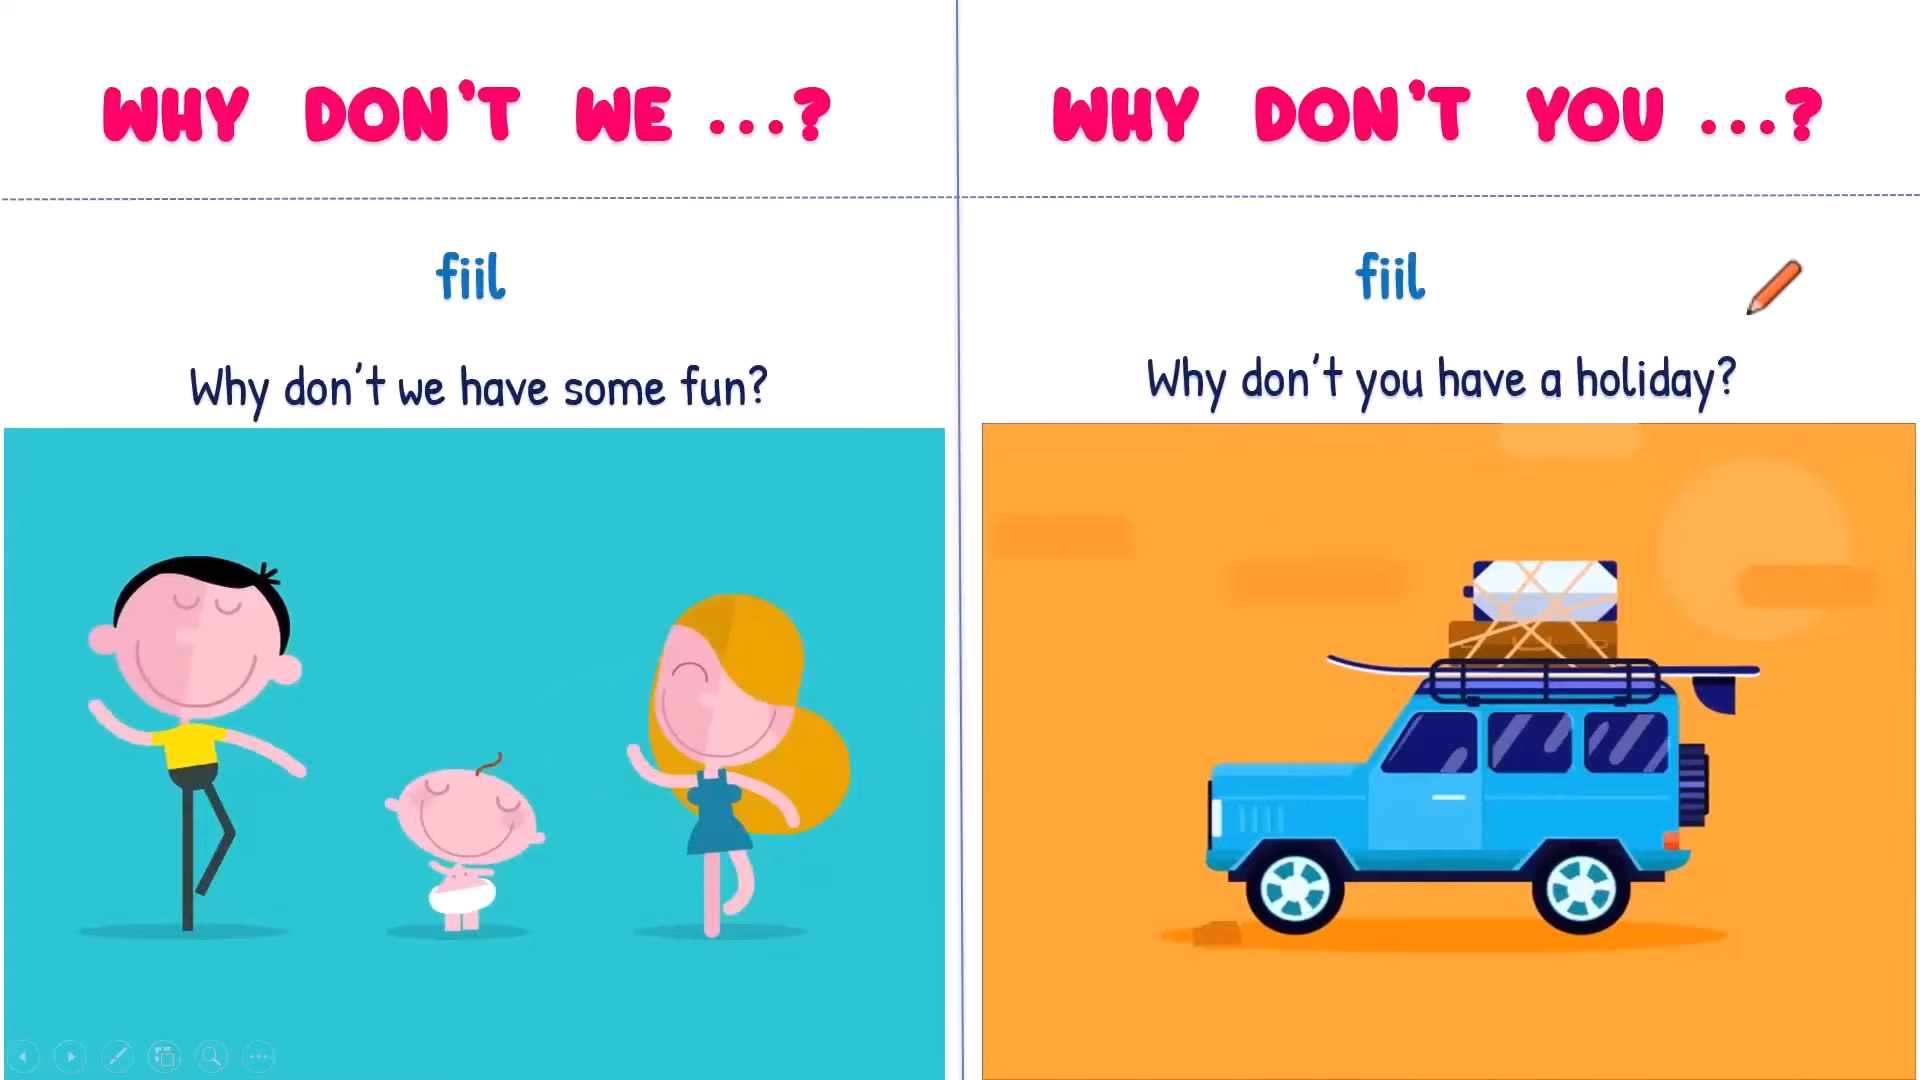 WHY DON'T WE ...?
fiil
Why don't we have some fun?
WHY DON'T YOU ...?
fiil
Why don't you have a holiday?